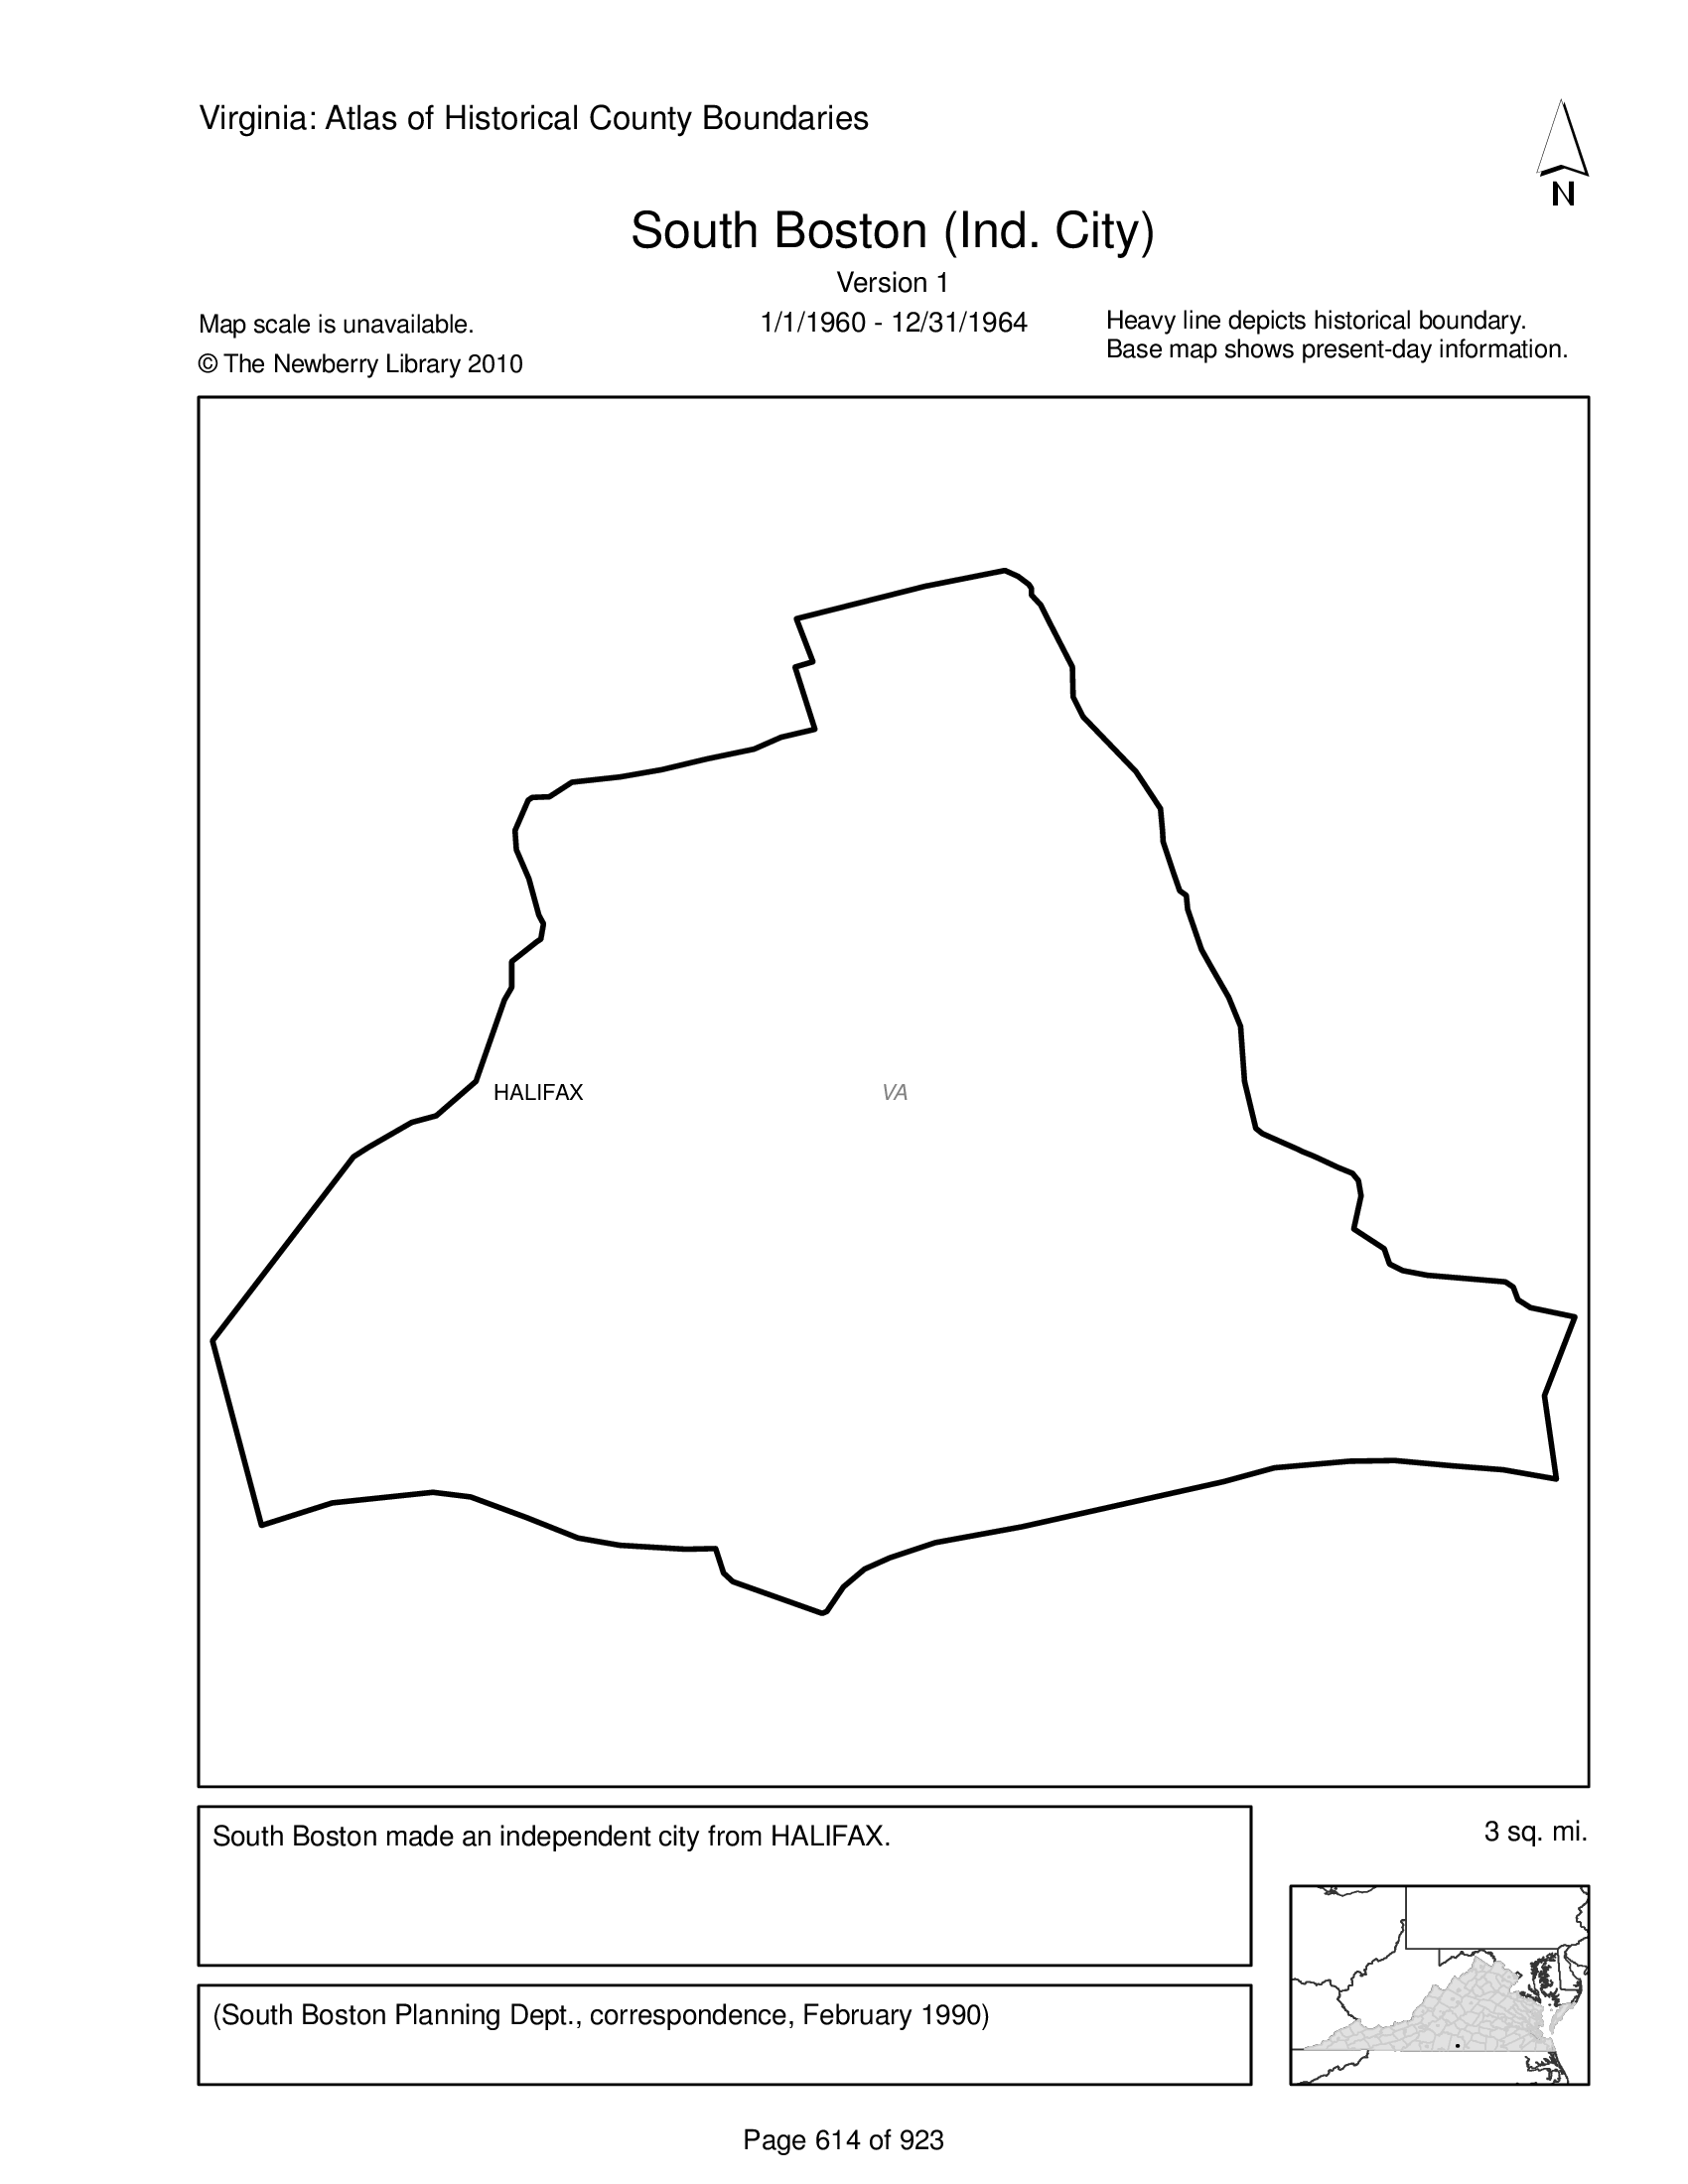 Virginia: Atlas of Historical County Boundaries
N
South Boston (Ind. City)
Version 1
Map scale is unavailable.
1/1/1960 - 12/31/1964
Heavy line depicts historical boundary.
© The Newberry Library 2010
Base map shows present-day information.
HALIFAX
VA
South Boston made an independent city from HALIFAX.
3 sq. mi.
(South Boston Planning Dept., correspondence, February 1990)
Page 614 of 923